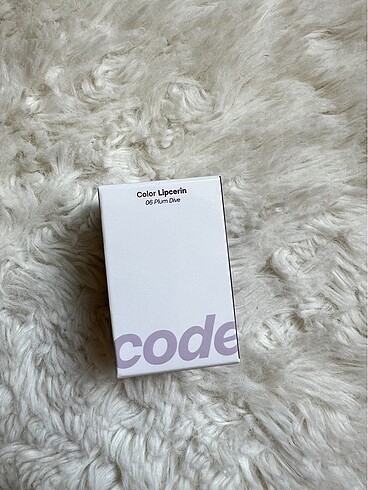 Color Lipcerin
06 Plum Dive
code